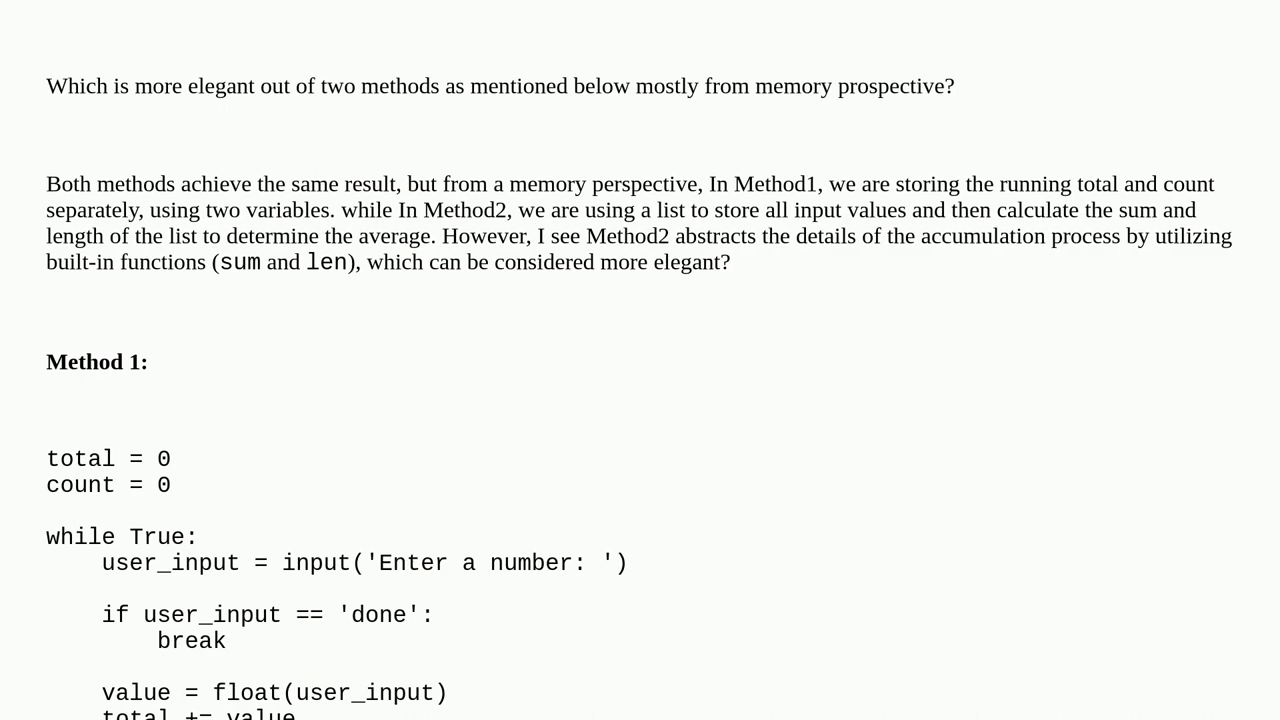 Which is more elegant out of two methods as mentioned below mostly from memory prospective?
Both methods achieve the same result, but from a memory perspective, In Method1, we are storing the running total and count
separately, using two variables. while In Method2, we are using a list to store all input values and then calculate the sum and
length of the list to determine the average. However, I see Method2 abstracts the details of the accumulation process by utilizing
built-in functions (sum and len), which can be considered more elegant?
Method 1:
total = 0
count = 0
while True:
    user_input = input('Enter a number: ')
    if user_input == 'done':
        break
    value = float(user_input)
    total += value